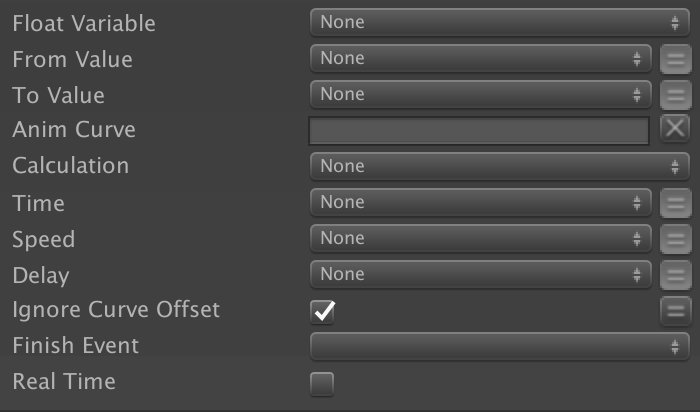 Float Variable None
From Value None
To Value None
Anim Curve
Calculation None
Time None
Speed None
Delay None
Ignore Curve Offset
Finish Event
Real Time